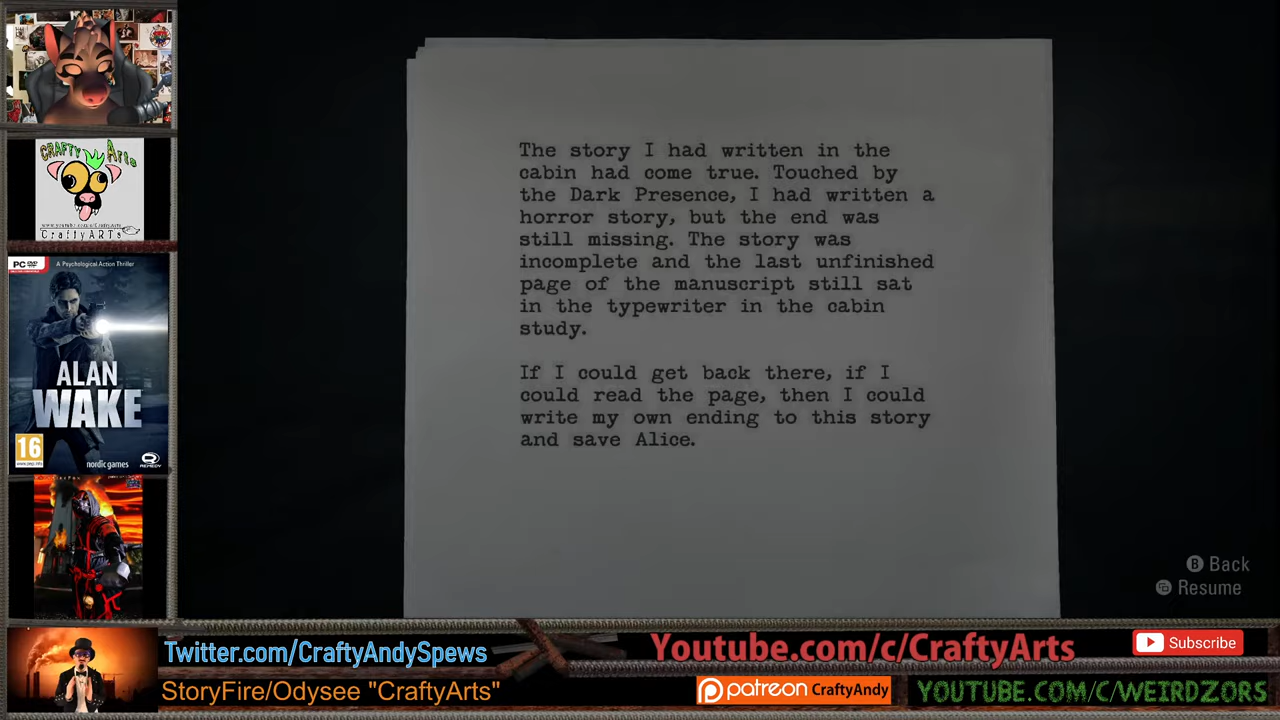 The story I had written in the
cabin had come true. Touched by
the Dark Presence, I had written a
horror story, but the end was
still missing. The story was
incomplete and the last unfinished
page of the manuscript still sat
in the typewriter in the cabin
study.
If I could get back there, if I
could read the page, then I could
write my own ending to this story
and save Alice.
B Back
Resume
CRAFTY Arts
CRAFTyARTs
PC DVD
A Psychological Action Thriller
ALAN
WAKE
16
nordic games
REMEDY
Twitter.com/CraftyAndySpews
StoryFire/Odysee "CraftyArts"
Youtube.com/c/CraftyArts
Subscribe
patreon CraftyAndy
YOUTUBE.COM/C/WEIRDZORS